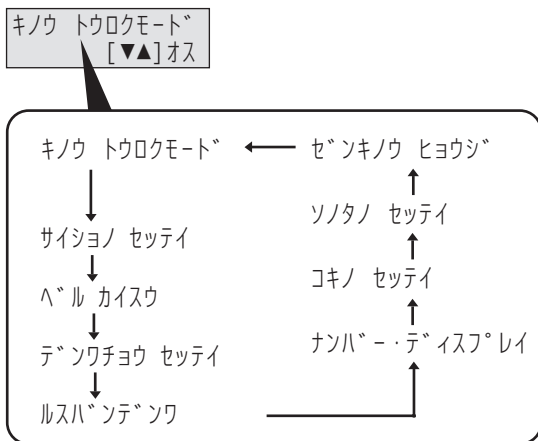 キノウ トウロクモード
[▼▲]オス
キノウ トウロクモード
サイショノ セッテイ
ベル カイスウ
デンワチョウ セッテイ
ルスバンデンワ
ナンバー・ディスプレイ
コキノ セッテイ
ソノタノ セッテイ
ゼンキノウ ヒョウジ